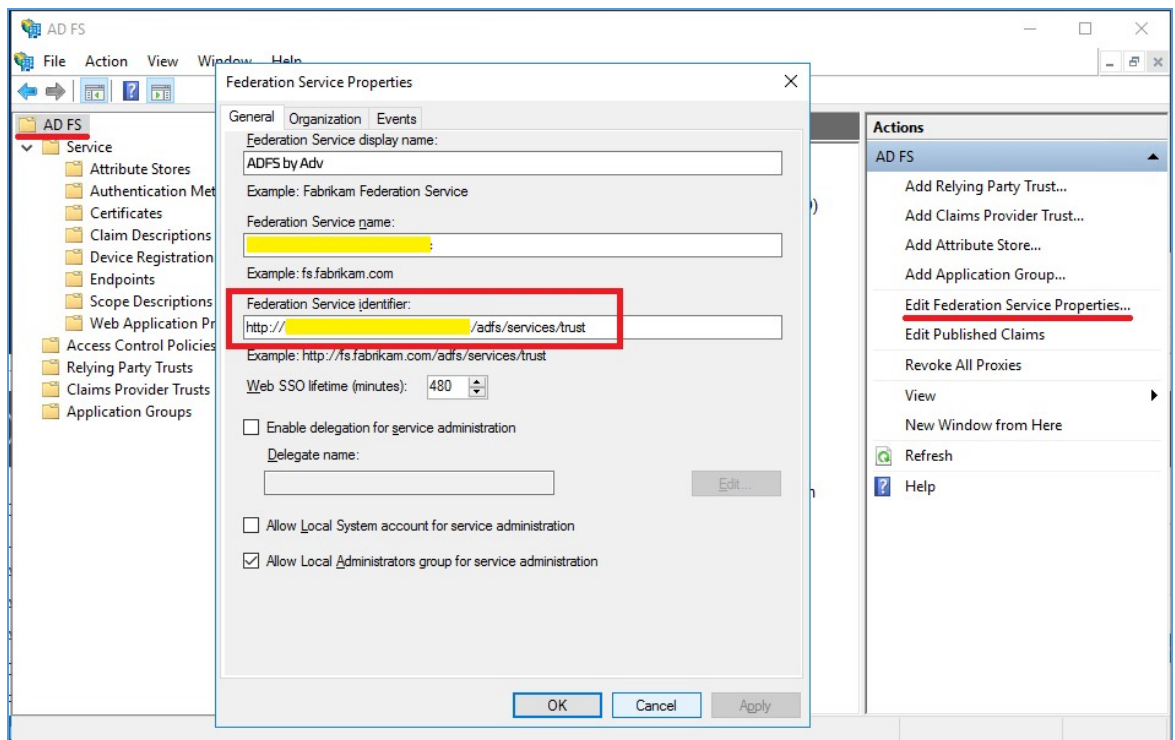 AD FS
File Action View Window Help
AD FS
Service
Attribute Stores
Authentication Met
Certificates
Claim Descriptions
Device Registration
Endpoints
Scope Descriptions
Web Application Pr
Access Control Policies
Relying Party Trusts
Claims Provider Trusts
Application Groups
Federation Service Properties
General Organization Events
Federation Service display name:
ADFS by Adv
Example: Fabrikam Federation Service
Federation Service name:
Example: fs.fabrikam.com
Federation Service identifier:
http:// /adfs/services/trust
Example: http://fs.fabrikam.com/adfs/services/trust
Web SSO lifetime (minutes): 480
Enable delegation for service administration
Delegate name:
Edit...
Allow Local System account for service administration
Allow Local Administrators group for service administration
OK Cancel Apply
Actions
AD FS
Add Relying Party Trust...
Add Claims Provider Trust...
Add Attribute Store...
Add Application Group...
Edit Federation Service Properties...
Edit Published Claims
Revoke All Proxies
View
New Window from Here
Refresh
Help